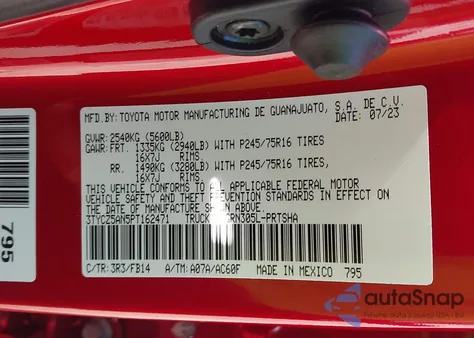 MFD.BY: TOYOTA MOTOR MANUFACTURING DE GUANAJUATO, S.A. DE C.V.
DATE: 07/23
GVWR: 2540KG (5600LB)
GAWR: FRT. 1335KG (2940LB) WITH P245/75R16 TIRES
16X7J RIMS,
RR. 1490KG (3280LB) WITH P245/75R16 TIRES,
16X7J RIMS,
THIS VEHICLE CONFORMS TO ALL APPLICABLE FEDERAL MOTOR
VEHICLE SAFETY AND THEFT PREVENTION STANDARDS IN EFFECT ON
THE DATE OF MANUFACTURE SHOWN ABOVE.
3TYCZ5AN5PT162471 TRUCK
C/TR: 3R3/FB14 A/TM: A07A/AC60F MADE IN MEXICO 795
795
autoSnap